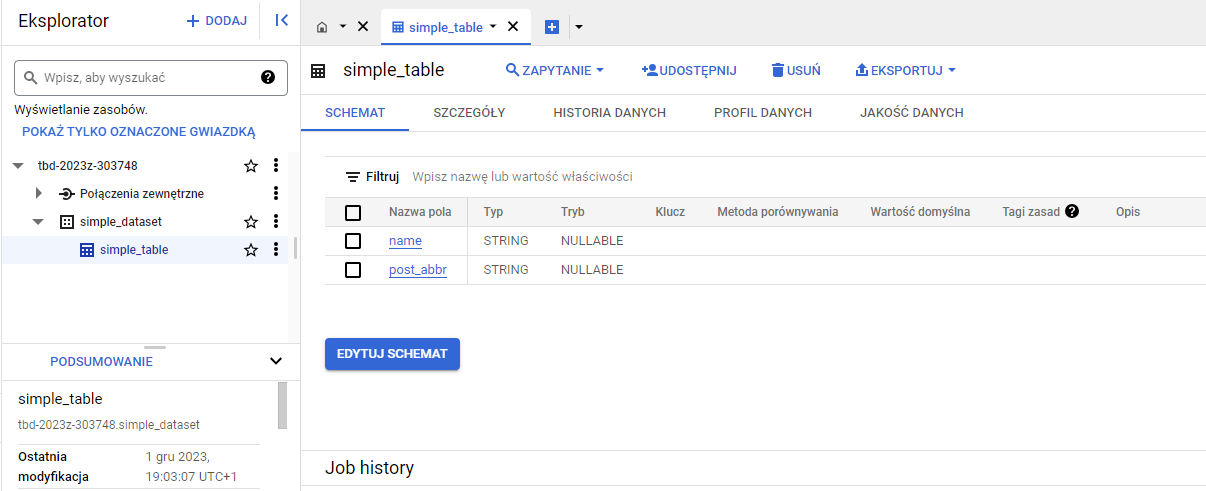 Eksplorator
DODAJ
Wpisz, aby wyszukać
Wyświetlanie zasobów.
POKAŻ TYLKO OZNACZONE GWIAZDKĄ
tbd-2023z-303748
Połączenia zewnętrzne
simple_dataset
simple_table
PODSUMOWANIE
simple_table
tbd-2023z-303748.simple_dataset
Ostatnia modyfikacja
1 gru 2023, 19:03:07 UTC+1
simple_table
simple_table
ZAPYTANIE
UDOSTĘPNIJ
USUŃ
EKSPORTUJ
SCHEMAT SZCZEGÓŁY HISTORIA DANYCH PROFIL DANYCH JAKOŚĆ DANYCH
Filtruj Wpisz nazwę lub wartość właściwości
Nazwa pola Typ Tryb Klucz Metoda porównywania Wartość domyślna Tagi zasad Opis
name STRING NULLABLE
post_abbr STRING NULLABLE
EDYTUJ SCHEMAT
Job history